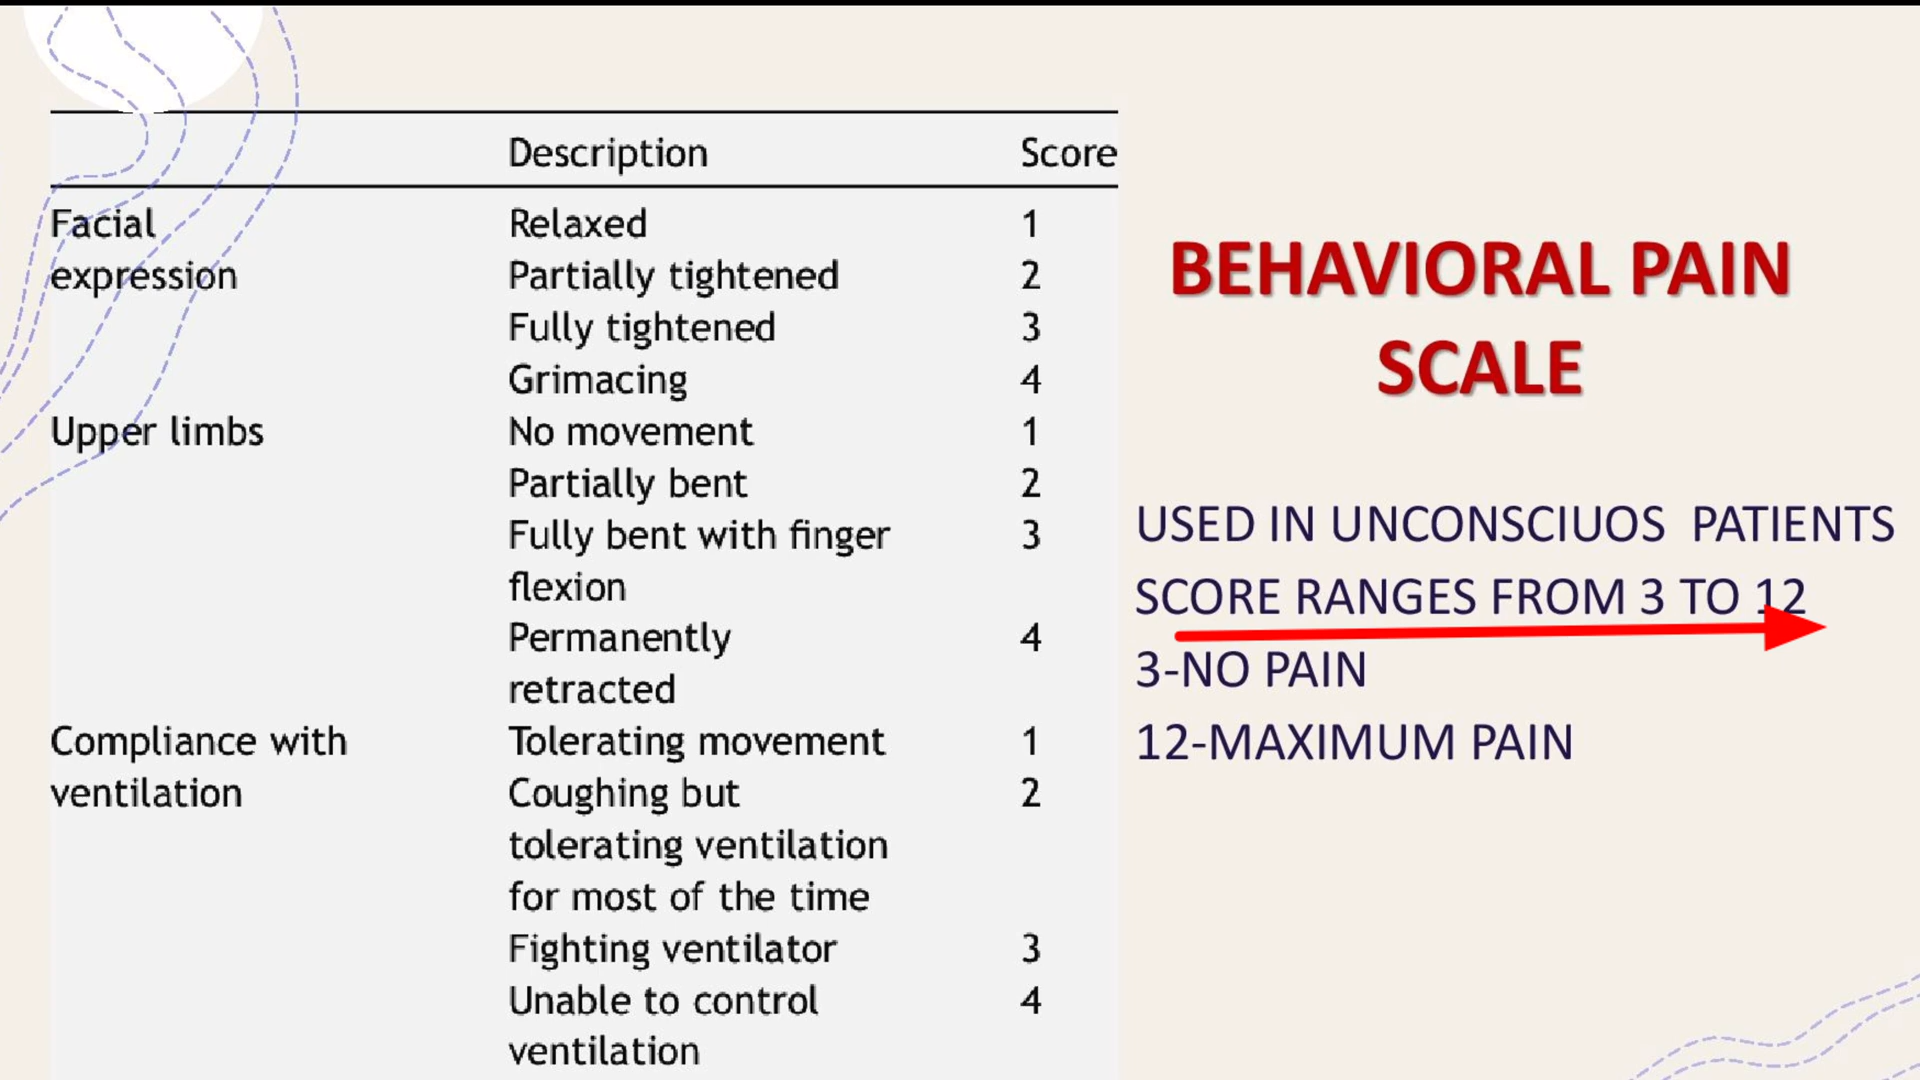 Description Score
Facial Relaxed 1
expression Partially tightened 2
Fully tightened 3
Grimacing 4
Upper limbs No movement 1
Partially bent 2
Fully bent with finger 3
flexion
Permanently 4
retracted
Compliance with Tolerating movement 1
ventilation Coughing but 2
tolerating ventilation
for most of the time
Fighting ventilator 3
Unable to control 4
ventilation
BEHAVIORAL PAIN
SCALE
USED IN UNCONSCIUOS PATIENTS
SCORE RANGES FROM 3 TO 12
3-NO PAIN
12-MAXIMUM PAIN